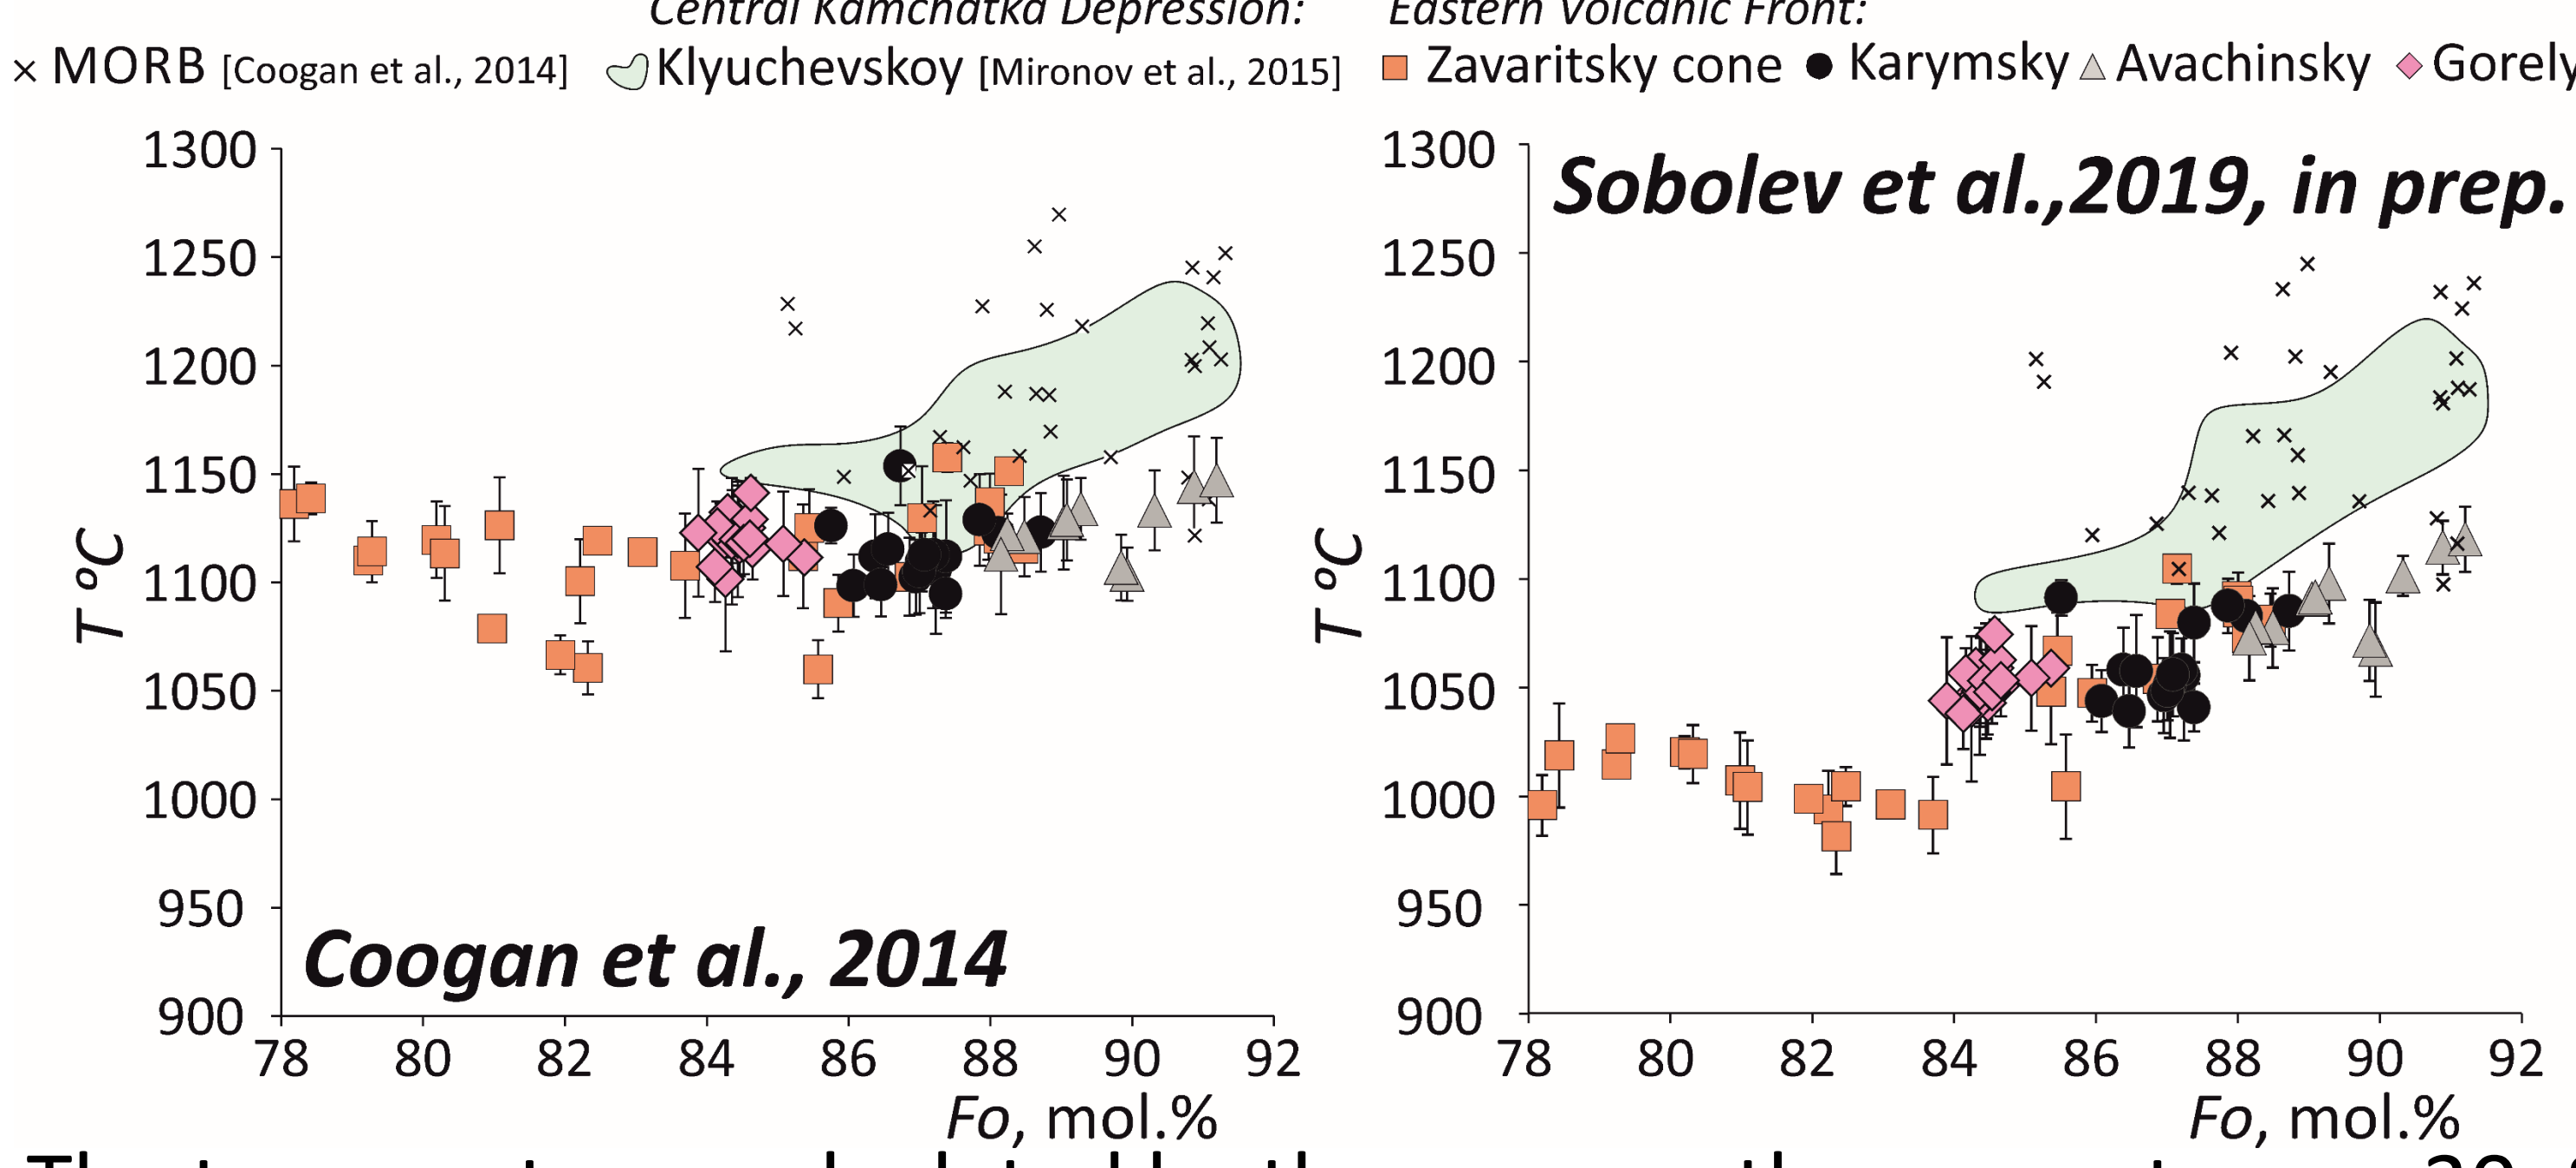 Central Kamchatka Depression: Eastern Volcanic Front:
× MORB [Coogan et al., 2014] Klyuchevskoy [Mironov et al., 2015] Zavaritsky cone Karymsky Avachinsky Gorely
1300
1250
1200
1150
1100
1050
1000
950
900
T ºC
Coogan et al., 2014
78 80 82 84 86 88 90 92
Fo, mol.%
1300
1250
1200
1150
1100
1050
1000
950
900
T ºC
Sobolev et al.,2019, in prep.
78 80 82 84 86 88 90 92
Fo, mol.%